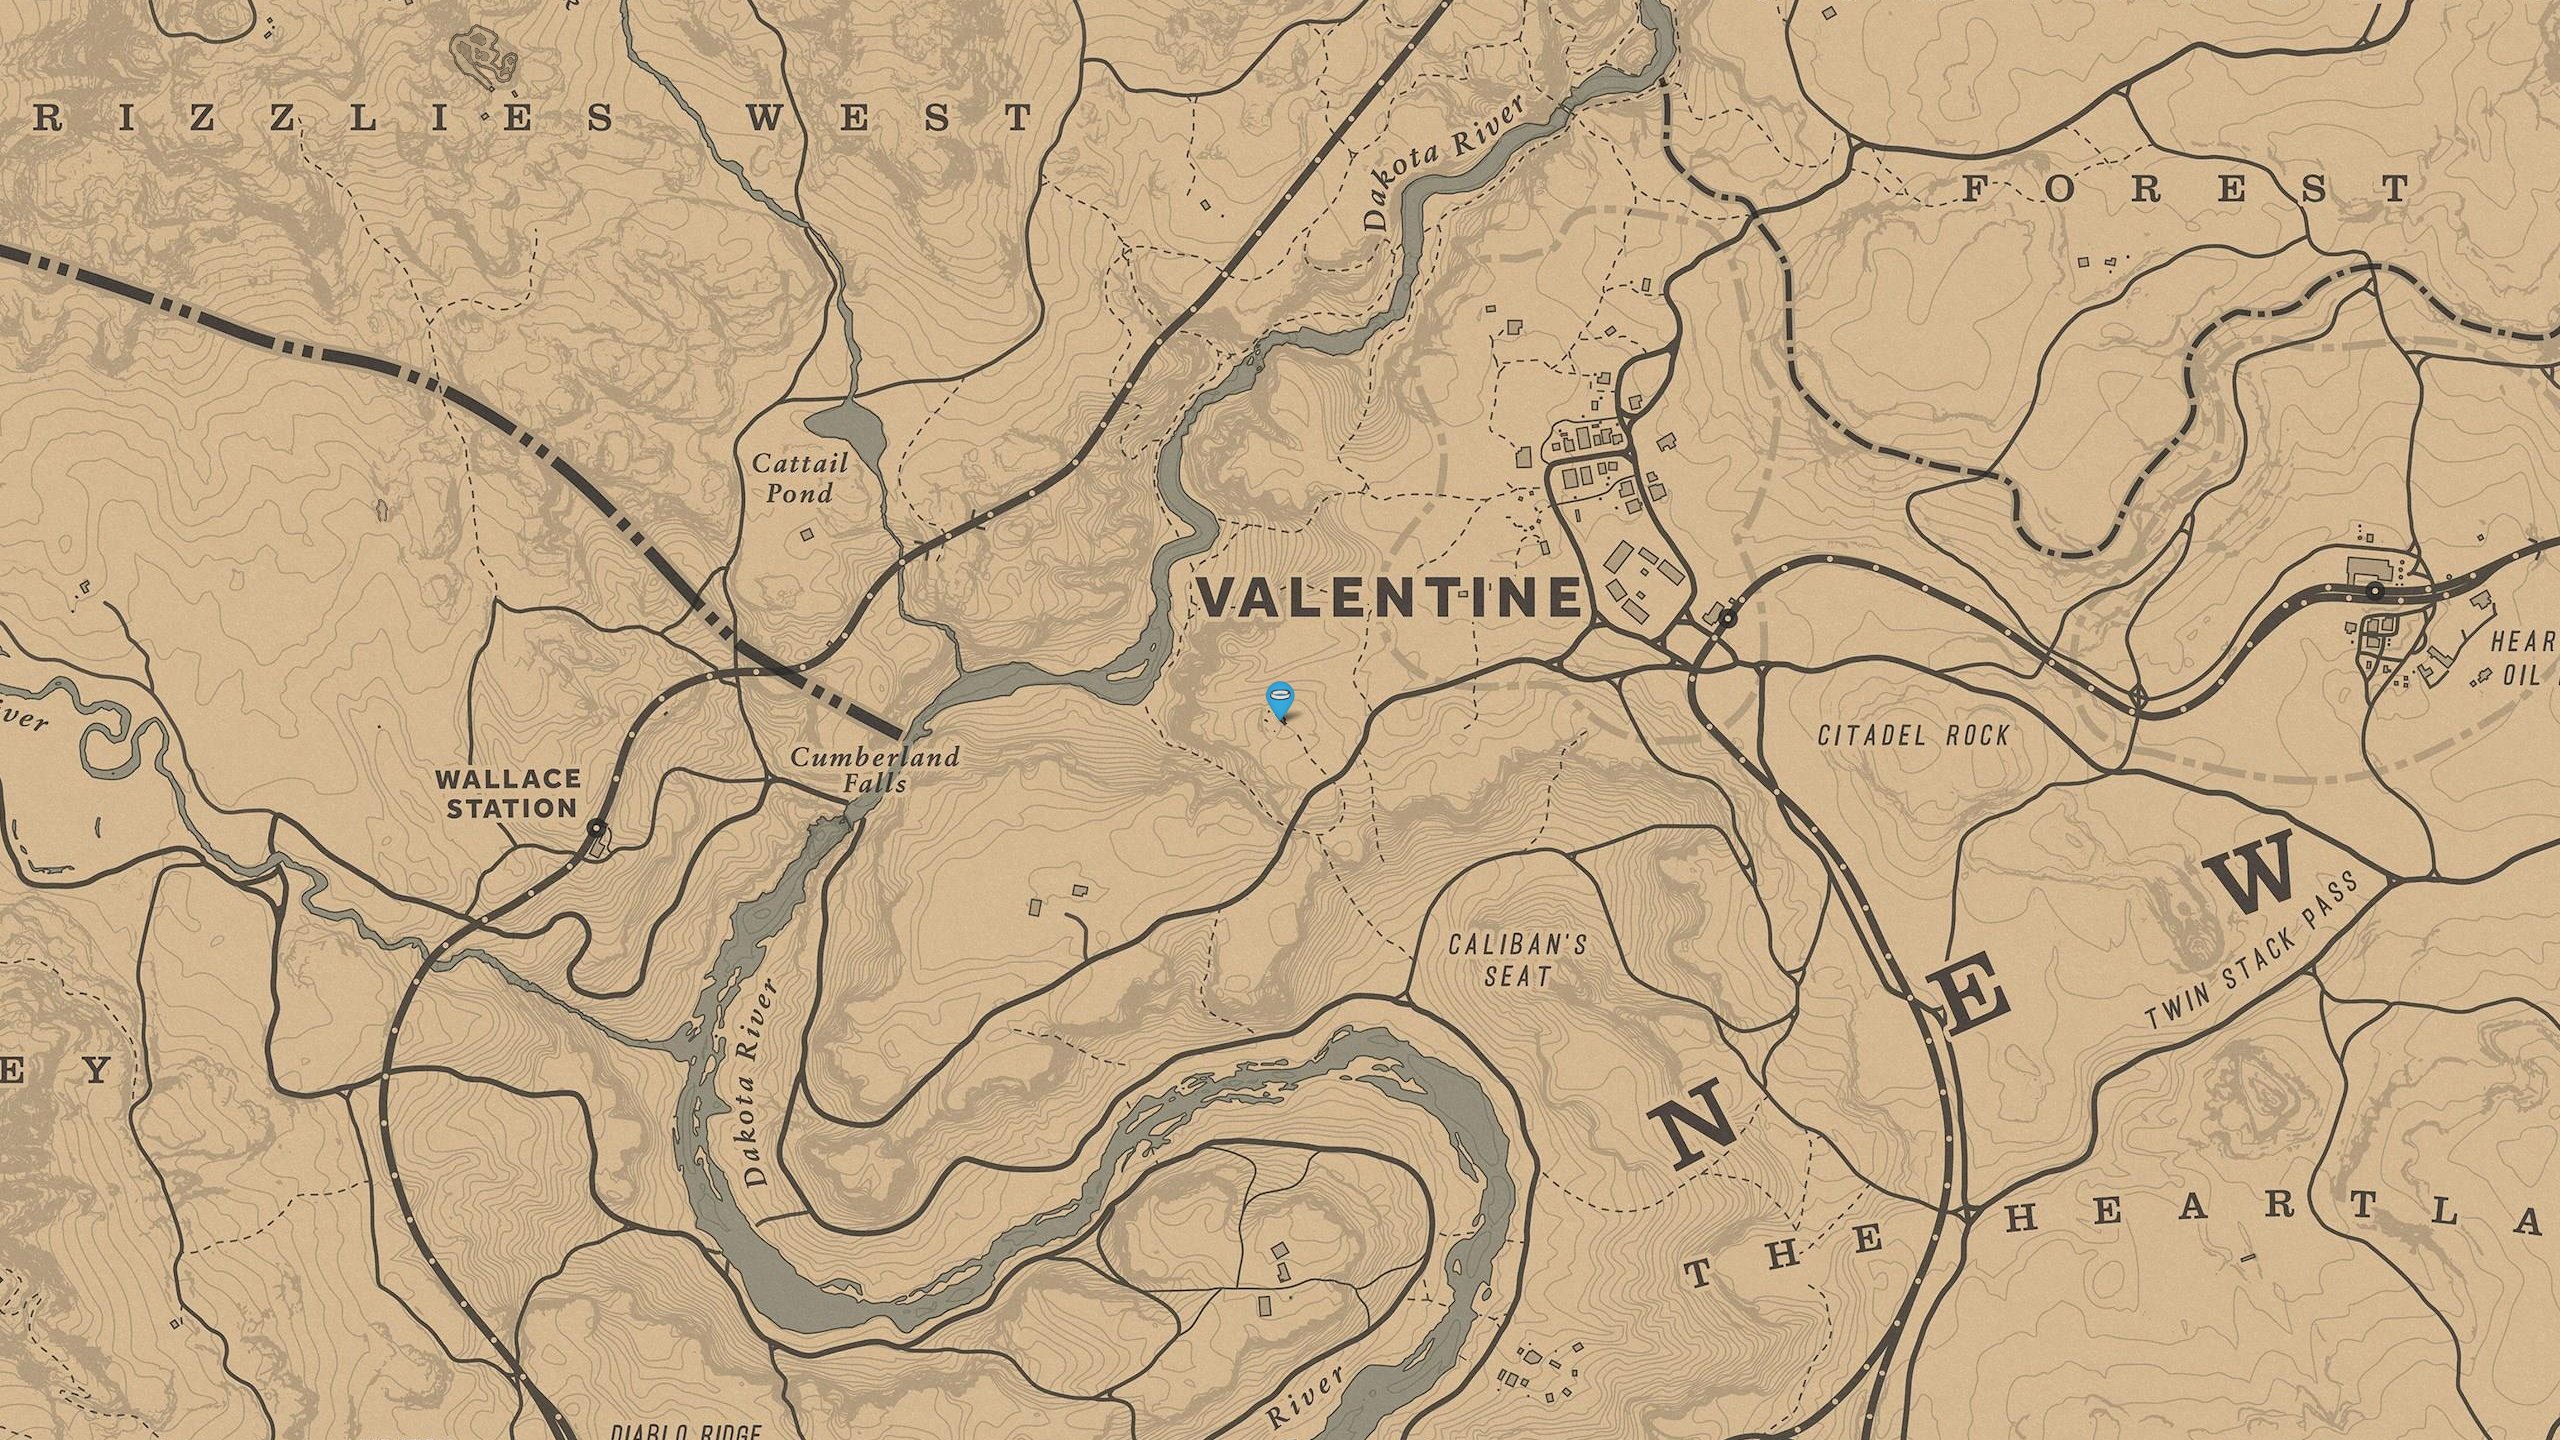 RIZZLIES WEST
Dakota River
FOREST
Cattail
Pond
VALENTINE
HEAR
OIL
ver
CITADEL ROCK
Cumberland
Falls
WALLACE
STATION
W
TWIN STACK PASS
CALIBAN'S
SEAT
E
Dakota River
EY
N
THE HEARTLA
River
DIABLO RIDGE